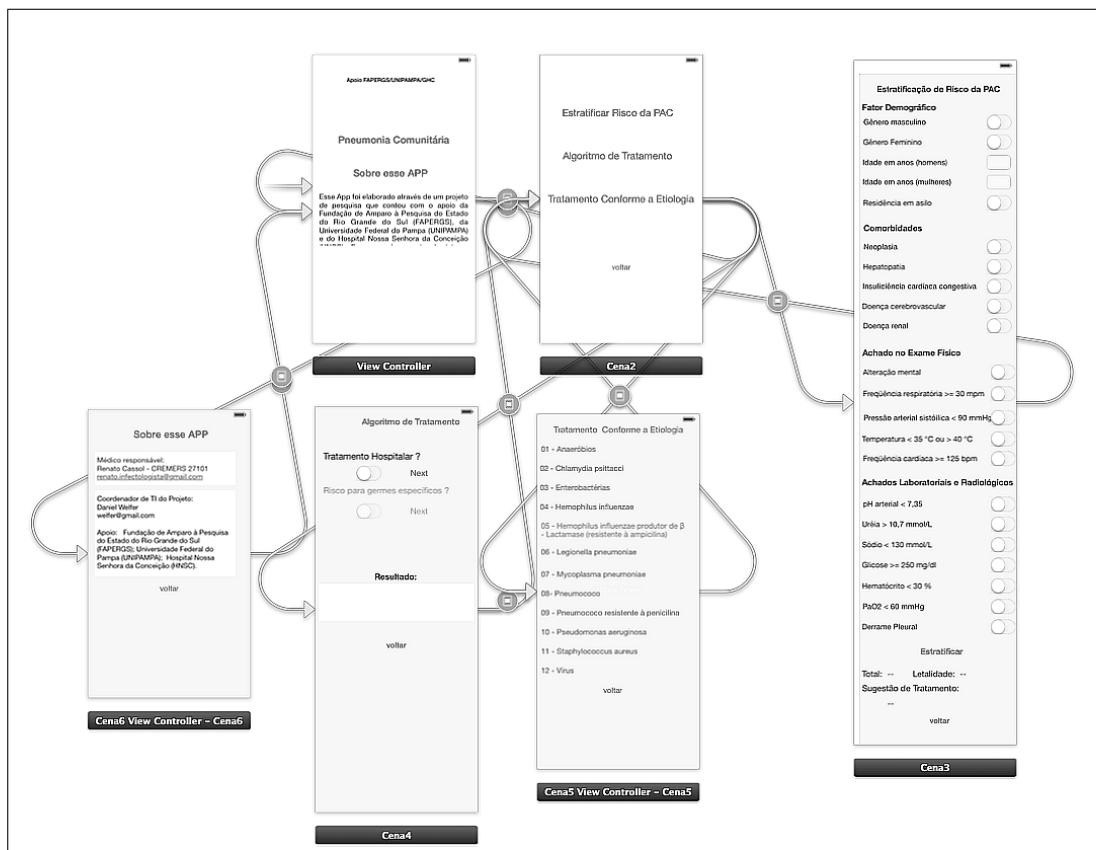 Apoio FAPERGS/UNIPAMPA/GHC
Pneumonia Comunitária
Sobre esse APP
Esse App foi elaborado através de um projeto
de pesquisa que contou com o apoio da
Fundação de Amparo à Pesquisa do Estado
do Rio Grande do Sul (FAPERGS), da
Universidade Federal do Pampa (UNIPAMPA)
e do Hospital Nossa Senhora da Conceição
View Controller
Estratificar Risco da PAC
Algoritmo de Tratamento
Tratamento Conforme a Etiologia
voltar
Cena2
Estratificação de Risco da PAC
Fator Demográfico
Gênero masculino
Gênero Feminino
Idade em anos (homens)
Idade em anos (mulheres)
Residência em asilo
Comorbidades
Neoplasia
Hepatopatia
Insuficiência cardíaca congestiva
Doença cerebrovascular
Doença renal
Achado no Exame Físico
Alteração mental
Freqüência respiratória >= 30 mpm
Pressão arterial sistólica < 90 mmHg
Temperatura < 35 °C ou > 40 °C
Freqüência cardíaca >= 125 bpm
Achados Laboratoriais e Radiológicos
pH arterial < 7,35
Uréia > 10,7 mmol/L
Sódio < 130 mmol/L
Glicose >= 250 mg/dl
Hematócrito < 30 %
PaO2 < 60 mmHg
Derrame Pleural
Estratificar
Total: -- Letalidade: --
Sugestão de Tratamento:
--
voltar
Cena3
Sobre esse APP
Médico responsável:
Renato Cassol - CREMERS 27101
renato.infectologista@gmail.com
Coordenador de TI do Projeto:
Daniel Welfer
welfer@gmail.com
Apoio: Fundação de Amparo à Pesquisa
do Estado do Rio Grande do Sul
(FAPERGS); Universidade Federal do
Pampa (UNIPAMPA); Hospital Nossa
Senhora da Conceição (HNSC).
voltar
Cena6 View Controller - Cena6
Algoritmo de Tratamento
Tratamento Hospitalar ?
Next
Risco para germes específicos ?
Next
Resultado:
voltar
Cena4
Tratamento Conforme a Etiologia
01 - Anaeróbios
02 - Chlamydia psittacci
03 - Enterobactérias
04 - Hemophilus influenzae
05 - Hemophilus influenzae produtor de β
- Lactamase (resistente à ampicilina)
06 - Legionella pneumoniae
07 - Mycoplasma pneumoniae
08- Pneumococo
09 - Pneumococo resistente à penicilina
10 - Pseudomonas aeruginosa
11 - Staphylococcus aureus
12 - Vírus
voltar
Cena5 View Controller - Cena5